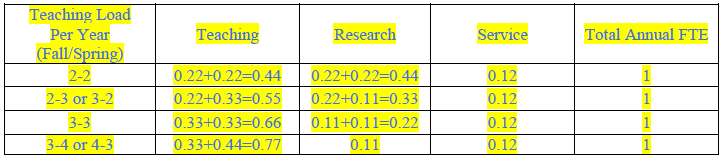 Teaching Load
Per Year
(Fall/Spring)
Teaching
Research
Service
Total Annual FTE
2-2
0.22+0.22=0.44
0.22+0.22=0.44
0.12
1
2-3 or 3-2
0.22+0.33=0.55
0.22+0.11=0.33
0.12
1
3-3
0.33+0.33=0.66
0.11+0.11=0.22
0.12
1
3-4 or 4-3
0.33+0.44=0.77
0.11
0.12
1